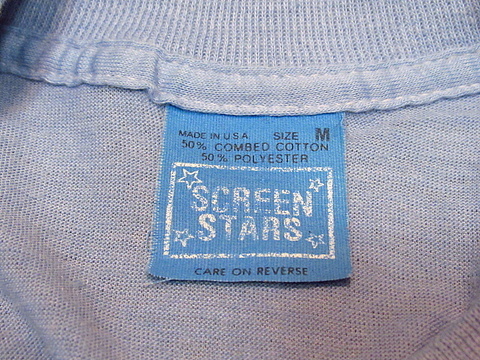 MADE IN U.S.A. SIZE M
50% COMBED COTTON
50% POLYESTER
SCREEN
STARS
CARE ON REVERSE